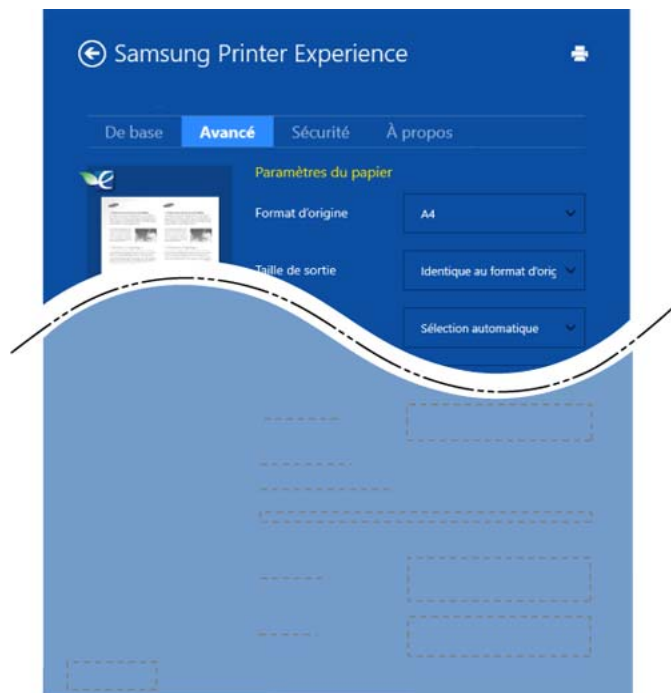 Samsung Printer Experience
De base Avancé Sécurité À propos
Paramètres du papier
Format d'origine A4
Taille de sortie Identique au format d'orig
Sélection automatique